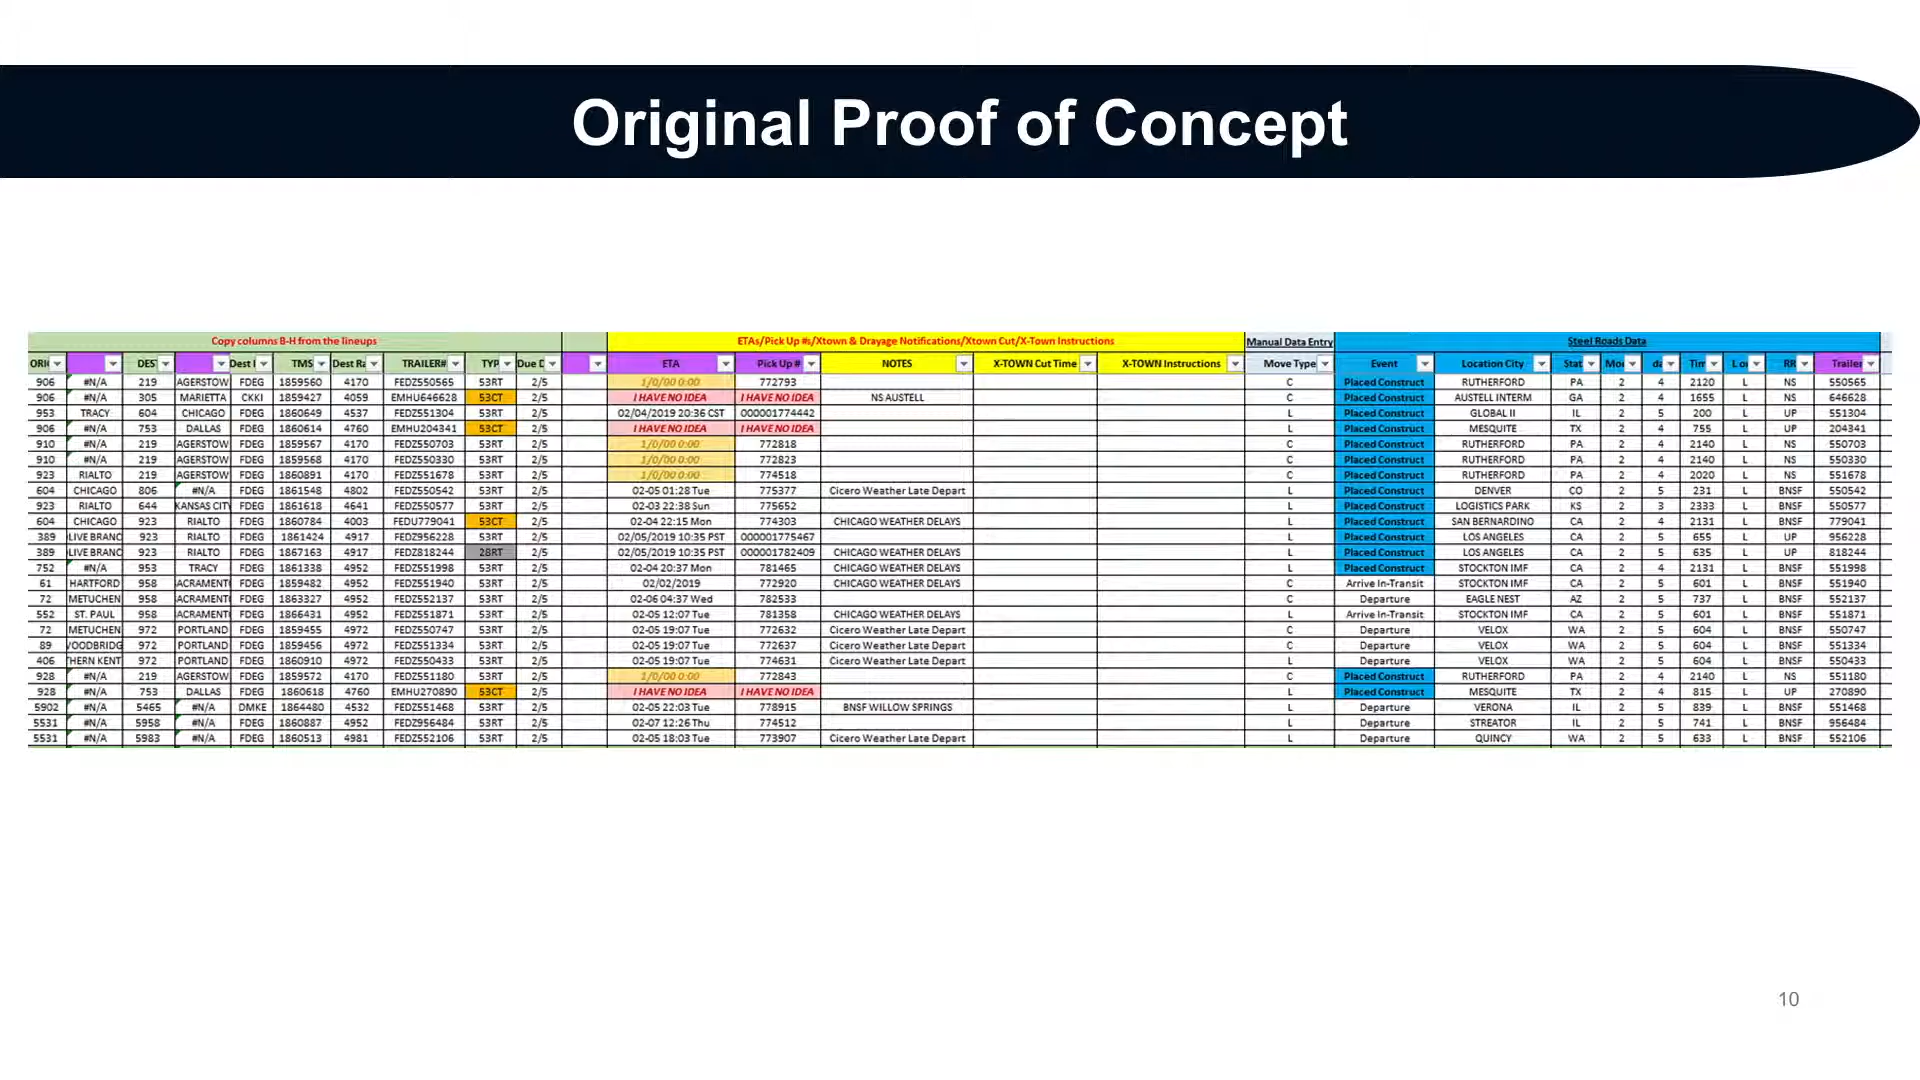 Original Proof of Concept
Copy columns B-H from the lineups ETAs/Pick Up #s/Xtown & Drayage Notifications/Xtown Cut/X-Town Instructions Manual Data Entry Steel Roads Data
ORI DES Dest I TMS Dest Ra TRAILER# TYP Due D ETA Pick Up # NOTES X-TOWN Cut Time X-TOWN Instructions Move Type Event Location City Stat Mo da Tim L o RR Trailer
906 #N/A 219 AGERSTOW FDEG 1859560 4170 FEDZ550565 53RT 2/5 1/0/00 0:00 772793 C Placed Construct RUTHERFORD PA 2 4 2120 L NS 550565
906 #N/A 305 MARIETTA CKKI 1859427 4059 EMHU646628 53CT 2/5 I HAVE NO IDEA I HAVE NO IDEA NS AUSTELL C Placed Construct AUSTELL INTERM GA 2 4 1655 L NS 646628
953 TRACY 604 CHICAGO FDEG 1860649 4537 FEDZ551304 53RT 2/5 02/04/2019 20:36 CST 000001774442 L Placed Construct GLOBAL II IL 2 5 200 L UP 551304
906 #N/A 753 DALLAS FDEG 1860614 4760 EMHU204341 53CT 2/5 I HAVE NO IDEA I HAVE NO IDEA L Placed Construct MESQUITE TX 2 4 755 L UP 204341
910 #N/A 219 AGERSTOW FDEG 1859567 4170 FEDZ550703 53RT 2/5 1/0/00 0:00 772818 C Placed Construct RUTHERFORD PA 2 4 2140 L NS 550703
910 #N/A 219 AGERSTOW FDEG 1859568 4170 FEDZ550330 53RT 2/5 1/0/00 0:00 772823 C Placed Construct RUTHERFORD PA 2 4 2140 L NS 550330
923 RIALTO 219 AGERSTOW FDEG 1860891 4170 FEDZ551678 53RT 2/5 1/0/00 0:00 774518 C Placed Construct RUTHERFORD PA 2 4 2020 L NS 551678
604 CHICAGO 806 #N/A FDEG 1861548 4802 FEDZ550542 53RT 2/5 02-05 01:28 Tue 775377 Cicero Weather Late Depart L Placed Construct DENVER CO 2 5 231 L BNSF 550542
923 RIALTO 644 KANSAS CITY FDEG 1861618 4641 FEDZ550577 53RT 2/5 02-03 22:38 Sun 775652 L Placed Construct LOGISTICS PARK KS 2 3 2333 L BNSF 550577
604 CHICAGO 923 RIALTO FDEG 1860784 4003 FEDU779041 53CT 2/5 02-04 22:15 Mon 774303 CHICAGO WEATHER DELAYS L Placed Construct SAN BERNARDINO CA 2 4 2131 L BNSF 779041
389 LIVE BRANC 923 RIALTO FDEG 1861424 4917 FEDZ956228 53RT 2/5 02/05/2019 10:35 PST 000001775467 L Placed Construct LOS ANGELES CA 2 5 655 L UP 956228
389 LIVE BRANC 923 RIALTO FDEG 1867163 4917 FEDZ818244 28RT 2/5 02/05/2019 10:35 PST 000001782409 CHICAGO WEATHER DELAYS L Placed Construct LOS ANGELES CA 2 5 635 L UP 818244
752 #N/A 953 TRACY FDEG 1861338 4952 FEDZ551998 53RT 2/5 02-04 20:37 Mon 781465 CHICAGO WEATHER DELAYS L Placed Construct STOCKTON IMF CA 2 4 2131 L BNSF 551998
61 HARTFORD 958 ACRAMENT FDEG 1859482 4952 FEDZ551940 53RT 2/5 02/02/2019 772920 CHICAGO WEATHER DELAYS C Arrive In-Transit STOCKTON IMF CA 2 5 601 L BNSF 551940
72 METUCHEN 958 ACRAMENT FDEG 1863327 4952 FEDZ552137 53RT 2/5 02-06 04:37 Wed 782533 C Departure EAGLE NEST AZ 2 5 737 L BNSF 552137
552 ST. PAUL 958 ACRAMENT FDEG 1866431 4952 FEDZ551871 53RT 2/5 02-05 12:07 Tue 781358 CHICAGO WEATHER DELAYS L Arrive In-Transit STOCKTON IMF CA 2 5 601 L BNSF 551871
72 METUCHEN 972 PORTLAND FDEG 1859455 4972 FEDZ550747 53RT 2/5 02-05 19:07 Tue 772632 Cicero Weather Late Depart C Departure VELOX WA 2 5 604 L BNSF 550747
89 WOODBRIDG 972 PORTLAND FDEG 1859456 4972 FEDZ551334 53RT 2/5 02-05 19:07 Tue 772637 Cicero Weather Late Depart C Departure VELOX WA 2 5 604 L BNSF 551334
406 THERN KENT 972 PORTLAND FDEG 1860910 4972 FEDZ550433 53RT 2/5 02-05 19:07 Tue 774631 Cicero Weather Late Depart L Departure VELOX WA 2 5 604 L BNSF 550433
928 #N/A 219 AGERSTOW FDEG 1859572 4170 FEDZ551180 53RT 2/5 1/0/00 0:00 772843 C Placed Construct RUTHERFORD PA 2 4 2140 L NS 551180
928 #N/A 753 DALLAS FDEG 1860618 4760 EMHU270890 53CT 2/5 I HAVE NO IDEA I HAVE NO IDEA L Placed Construct MESQUITE TX 2 4 815 L UP 270890
5902 #N/A 5465 #N/A DMKE 1864480 4532 FEDZ551468 53RT 2/5 02-05 22:03 Tue 778915 BNSF WILLOW SPRINGS L Departure VERONA IL 2 5 839 L BNSF 551468
5531 #N/A 5958 #N/A FDEG 1860887 4952 FEDZ956484 53RT 2/5 02-07 12:26 Thu 774512 L Departure STREATOR IL 2 5 741 L BNSF 956484
5531 #N/A 5983 #N/A FDEG 1860513 4981 FEDZ552106 53RT 2/5 02-05 18:03 Tue 773907 Cicero Weather Late Depart L Departure QUINCY WA 2 5 633 L BNSF 552106
10